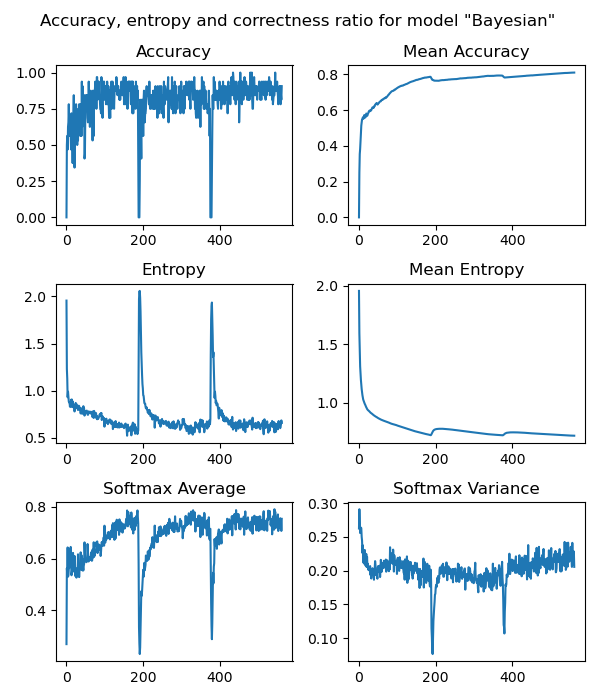 Accuracy, entropy and correctness ratio for model "Bayesian"
Accuracy
1.00
0.75
0.50
0.25
0.00
0 200 400
Mean Accuracy
0.8
0.6
0.4
0.2
0.0
0 200 400
Entropy
2.0
1.5
1.0
0.5
0 200 400
Mean Entropy
2.0
1.5
1.0
0 200 400
Softmax Average
0.8
0.6
0.4
0 200 400
Softmax Variance
0.30
0.25
0.20
0.15
0.10
0 200 400